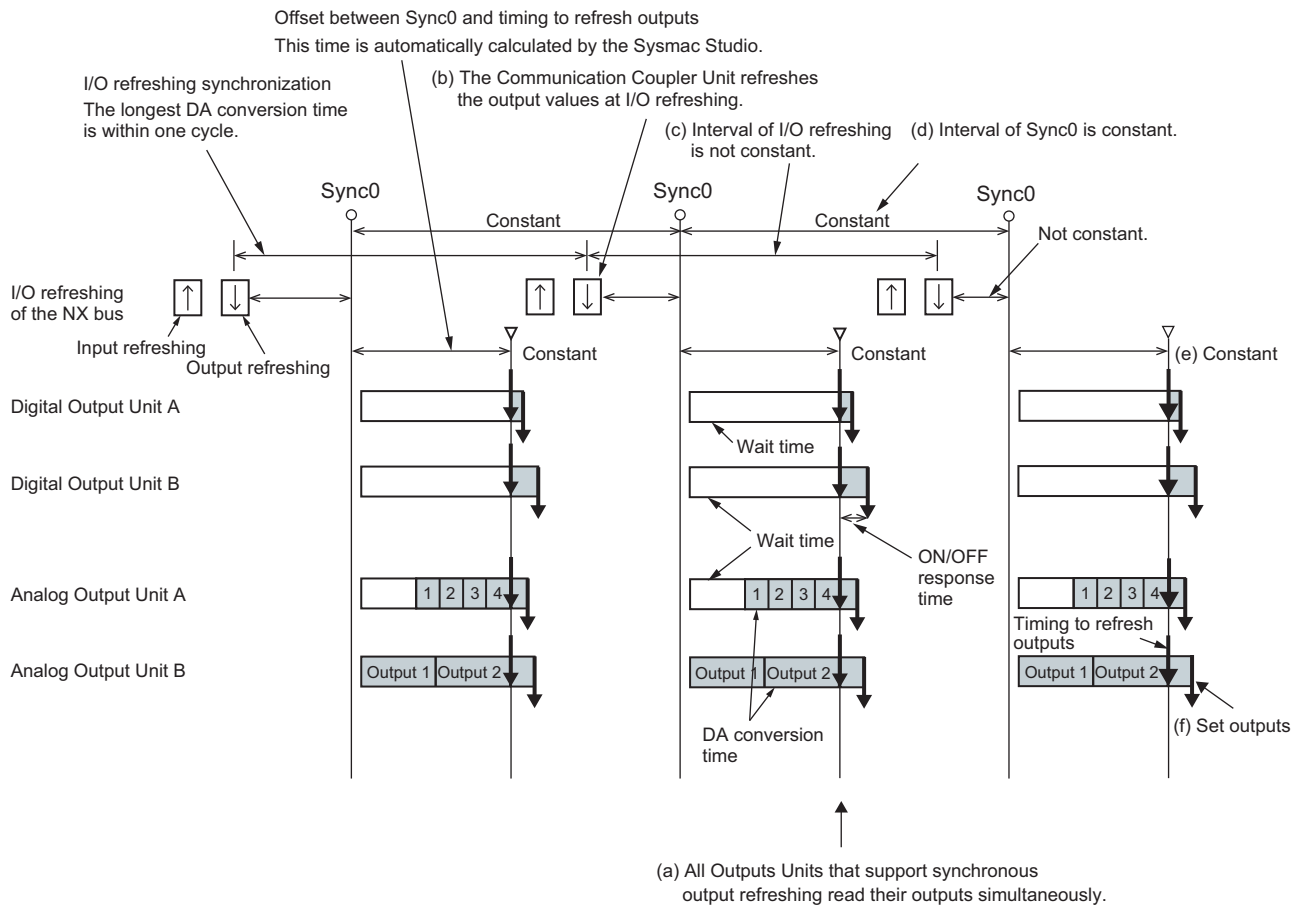 Offset between Sync0 and timing to refresh outputs
This time is automatically calculated by the Sysmac Studio.
I/O refreshing synchronization
The longest DA conversion time
is within one cycle.
(b) The Communication Coupler Unit refreshes
the output values at I/O refreshing.
(c) Interval of I/O refreshing
is not constant.
(d) Interval of Sync0 is constant.
Sync0
Sync0
Sync0
Constant
Constant
Not constant.
I/O refreshing
of the NX bus
Input refreshing
Output refreshing
Constant
Constant
(e) Constant
Digital Output Unit A
Wait time
Digital Output Unit B
Wait time
ON/OFF
response
time
Analog Output Unit A
1 2 3 4
1 2 3 4
1 2 3 4
Timing to refresh
outputs
Analog Output Unit B
Output 1 Output 2
Output 1 Output 2
Output 1 Output 2
DA conversion
time
(f) Set outputs
(a) All Outputs Units that support synchronous
output refreshing read their outputs simultaneously.